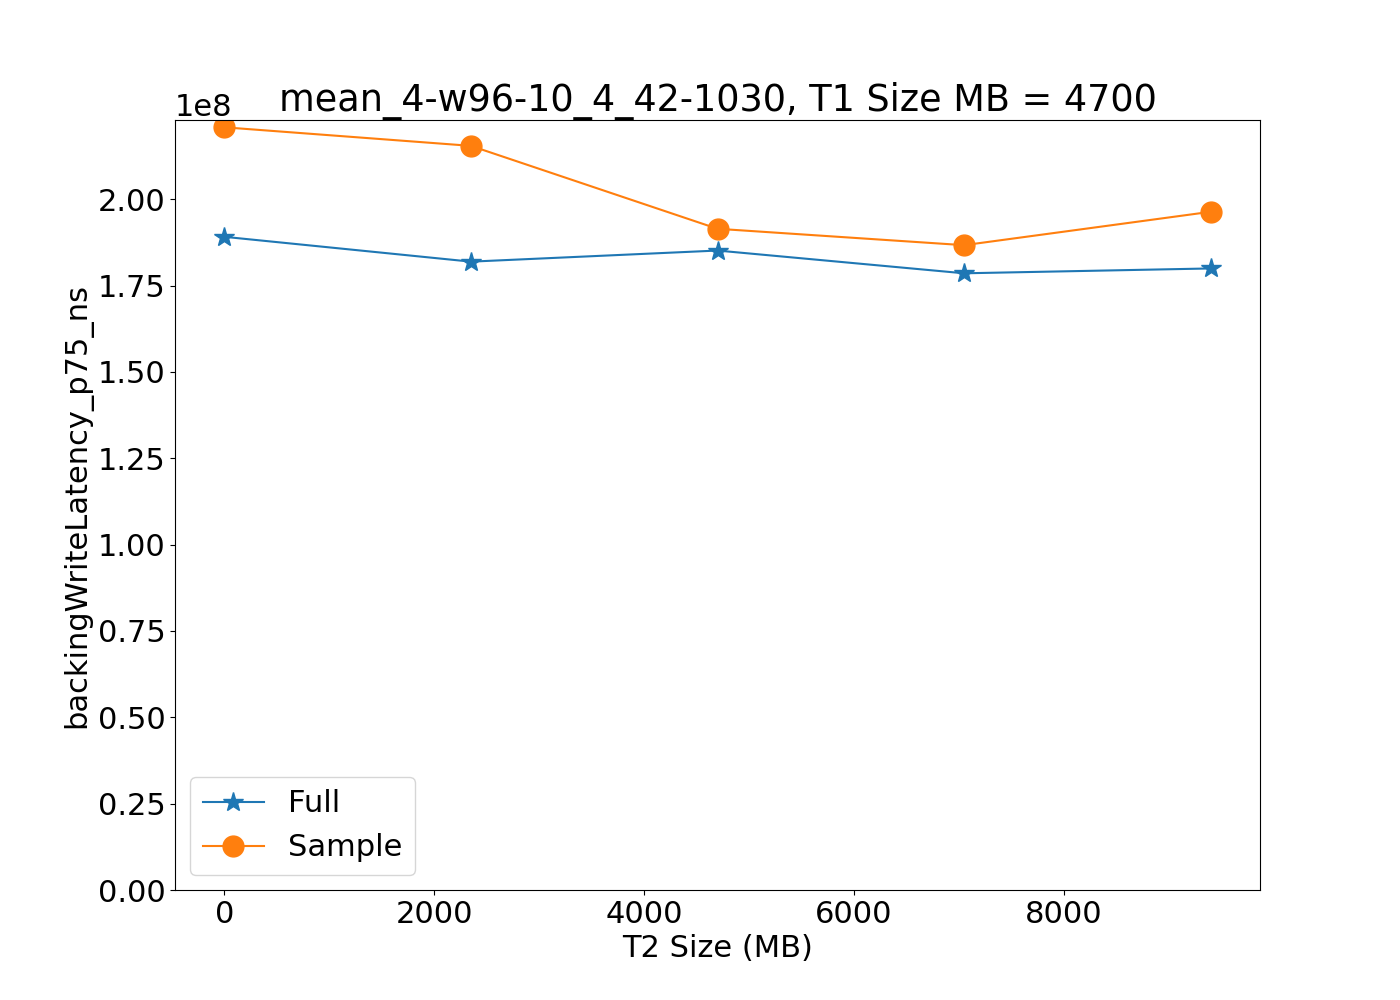 1e8
mean_4-w96-10_4_42-1030, T1 Size MB = 4700
backingWriteLatency_p75_ns
2.00
1.75
1.50
1.25
1.00
0.75
0.50
0.25
0.00
Full
Sample
0 2000 4000 6000 8000
T2 Size (MB)